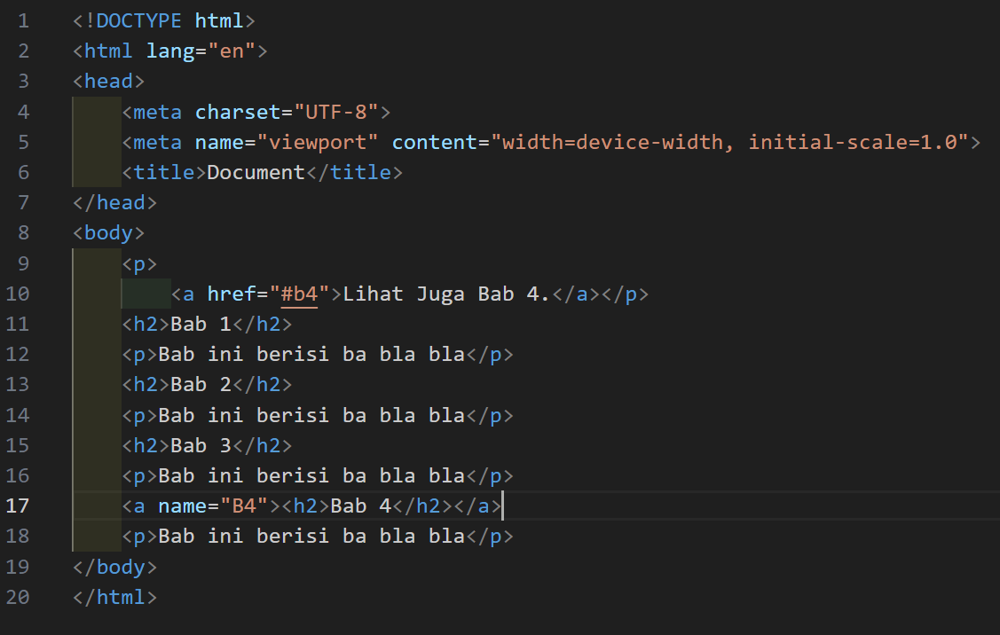 1 <!DOCTYPE html>
2 <html lang="en">
3 <head>
4     <meta charset="UTF-8">
5     <meta name="viewport" content="width=device-width, initial-scale=1.0">
6     <title>Document</title>
7 </head>
8 <body>
9     <p>
10         <a href="#b4">Lihat Juga Bab 4.</a></p>
11     <h2>Bab 1</h2>
12     <p>Bab ini berisi ba bla bla</p>
13     <h2>Bab 2</h2>
14     <p>Bab ini berisi ba bla bla</p>
15     <h2>Bab 3</h2>
16     <p>Bab ini berisi ba bla bla</p>
17     <a name="B4"><h2>Bab 4</h2></a>
18     <p>Bab ini berisi ba bla bla</p>
19 </body>
20 </html>